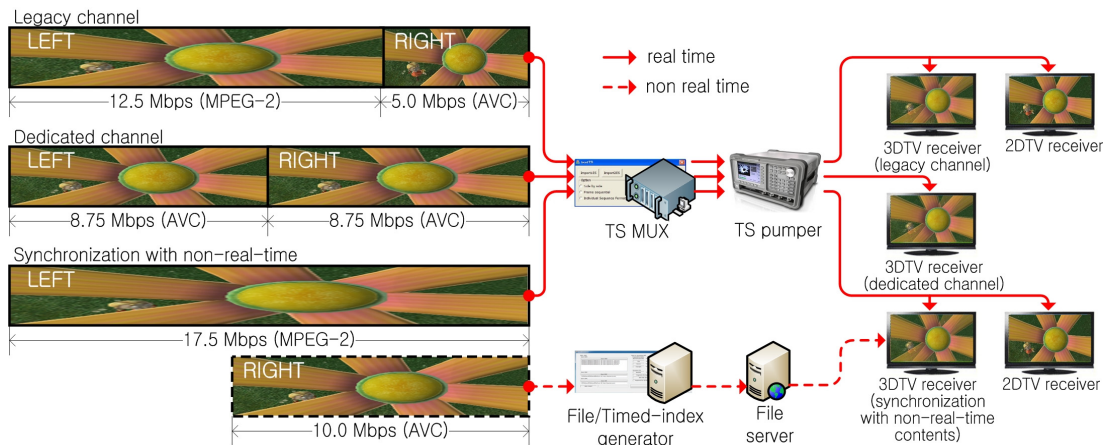 Legacy channel
LEFT
RIGHT
12.5 Mbps (MPEG-2)
5.0 Mbps (AVC)
real time
non real time
3DTV receiver
(legacy channel)
2DTV receiver
Dedicated channel
LEFT
RIGHT
8.75 Mbps (AVC)
8.75 Mbps (AVC)
TS MUX
TS pumper
3DTV receiver
(dedicated channel)
Synchronization with non-real-time
LEFT
17.5 Mbps (MPEG-2)
RIGHT
10.0 Mbps (AVC)
File/Timed-index
generator
File
server
3DTV receiver
(synchronization
with non-real-time
contents)
2DTV receiver